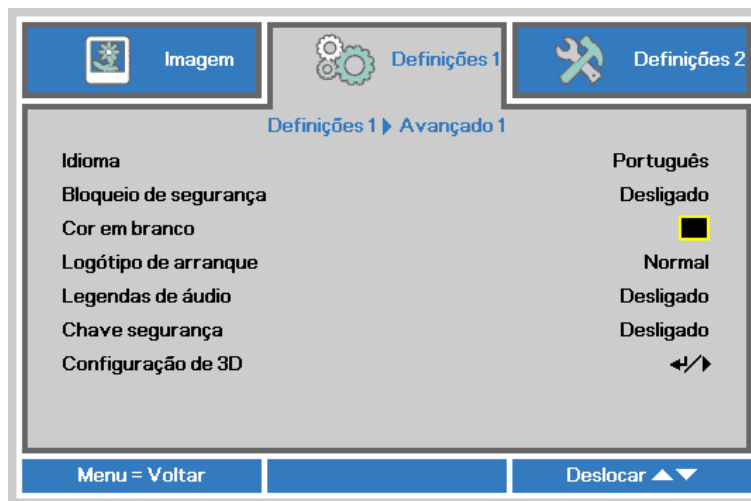 Imagem
Definições 1
Definições 2
Definições 1 Avançado 1
Idioma Português
Bloqueio de segurança Desligado
Cor em branco
Logótipo de arranque Normal
Legendas de áudio Desligado
Chave segurança Desligado
Configuração de 3D
Menu = Voltar
Deslocar